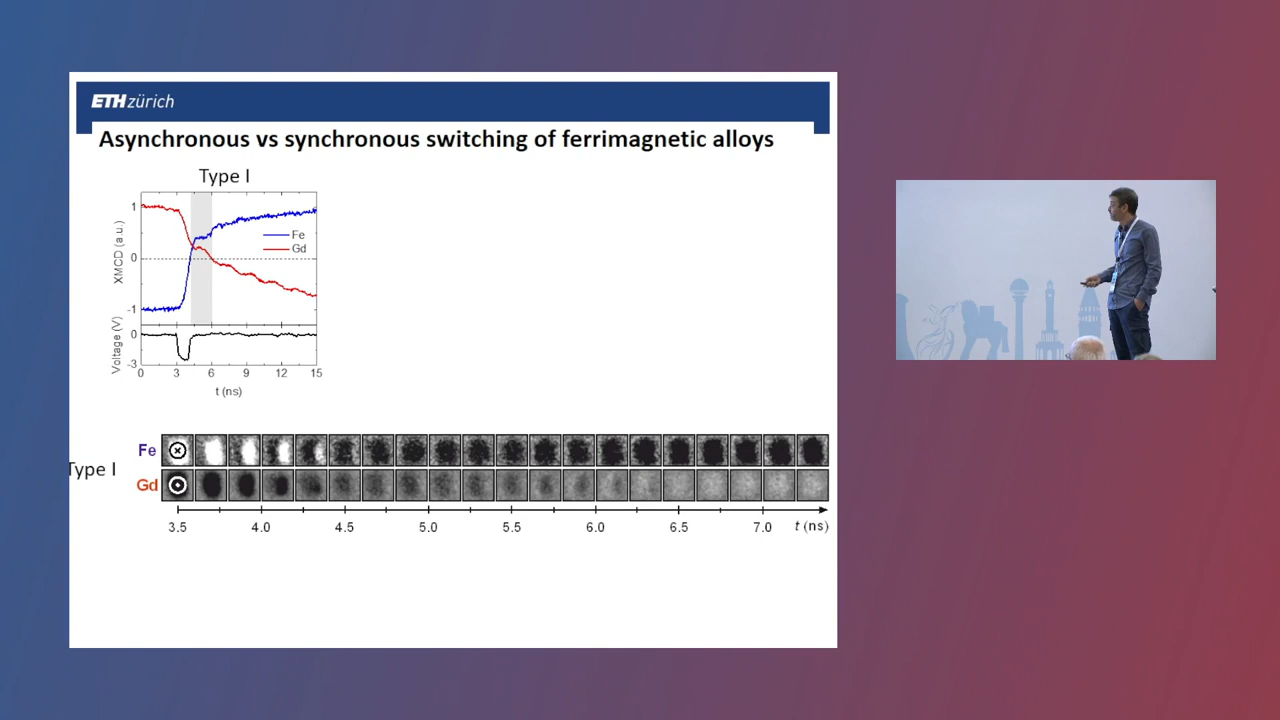 ETH zürich
Asynchronous vs synchronous switching of ferrimagnetic alloys
Type I
1
0
-1
XMCD (a.u.)
Fe
Gd
0
-3
Voltage (V)
0 3 6 9 12 15
t (ns)
Type I
Fe
Gd
3.5 4.0 4.5 5.0 5.5 6.0 6.5 7.0 t (ns)